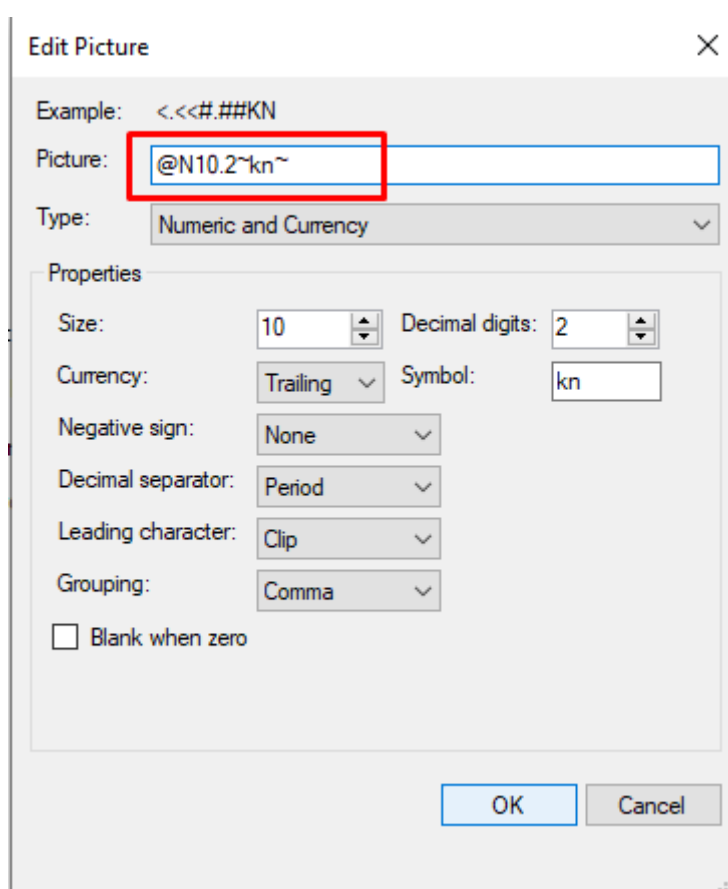 Edit Picture
Example: <.<<#.##KN
Picture: @N10.2~kn~
Type: Numeric and Currency
Properties
Size: 10 Decimal digits: 2
Currency: Trailing Symbol: kn
Negative sign: None
Decimal separator: Period
Leading character: Clip
Grouping: Comma
Blank when zero
OK Cancel